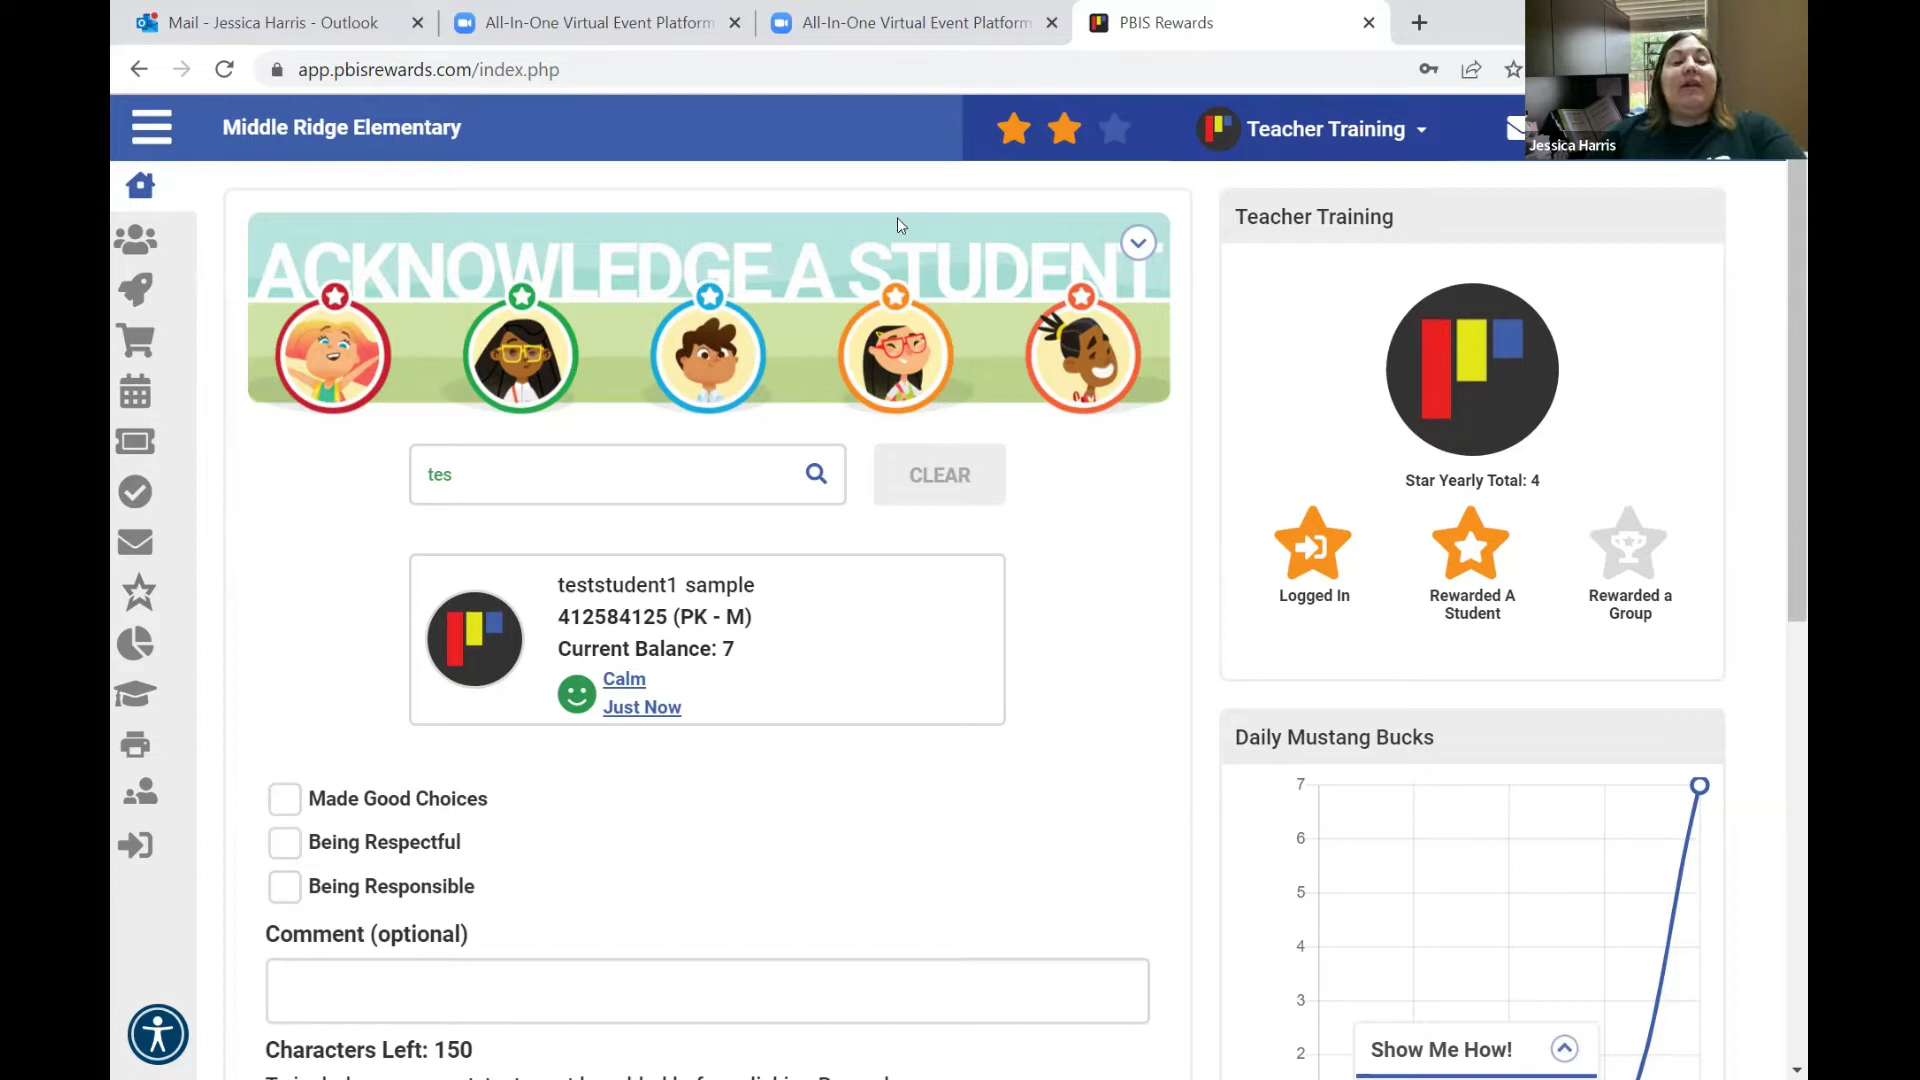 Mail - Jessica Harris - Outlook
All-In-One Virtual Event Platform
All-In-One Virtual Event Platform
PBIS Rewards
app.pbisrewards.com/index.php
Jessica Harris
Middle Ridge Elementary
Teacher Training
ACKNOWLEDGE A STUDENT
tes
CLEAR
teststudent1 sample
412584125 (PK - M)
Current Balance: 7
Calm
Just Now
Made Good Choices
Being Respectful
Being Responsible
Comment (optional)
Characters Left: 150
Teacher Training
Star Yearly Total: 4
Logged In
Rewarded A
Student
Rewarded a
Group
Daily Mustang Bucks
7
6
5
4
3
2
Show Me How!